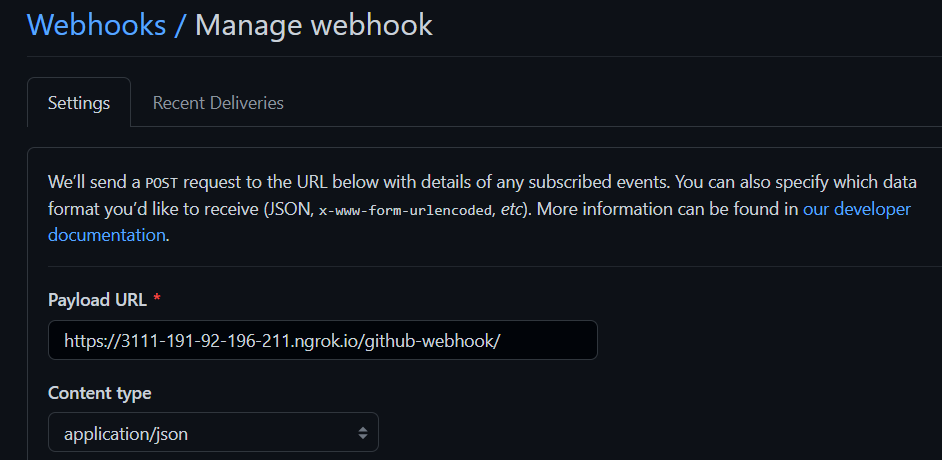 Webhooks / Manage webhook
Settings
Recent Deliveries
We’ll send a POST request to the URL below with details of any subscribed events. You can also specify which data
format you’d like to receive (JSON, x-www-form-urlencoded, etc). More information can be found in our developer
documentation.
Payload URL *
https://3111-191-92-196-211.ngrok.io/github-webhook/
Content type
application/json